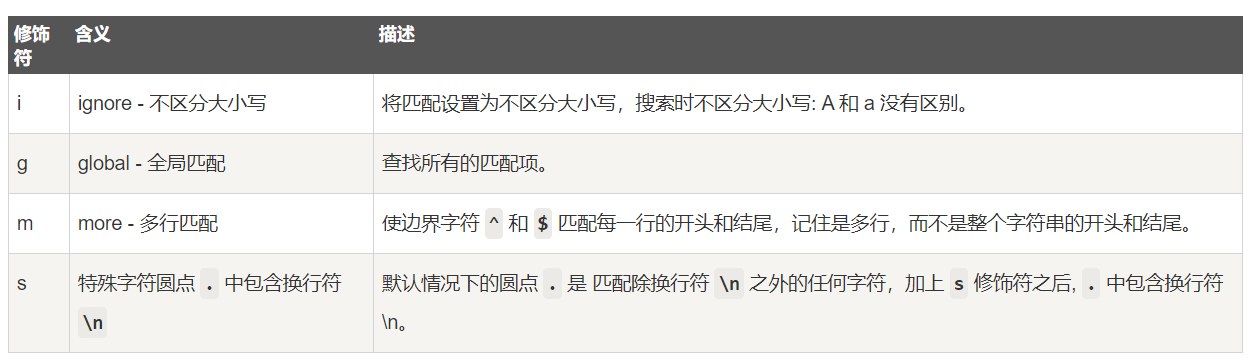 修饰符 含义 描述
i ignore - 不区分大小写 将匹配设置为不区分大小写，搜索时不区分大小写: A 和 a 没有区别。
g global - 全局匹配 查找所有的匹配项。
m more - 多行匹配 使边界字符 ^ 和 $ 匹配每一行的开头和结尾，记住是多行，而不是整个字符串的开头和结尾。
s 特殊字符圆点 . 中包含换行符 默认情况下的圆点 . 是 匹配除换行符 \n 之外的任何字符，加上 s 修饰符之后, . 中包含换行符
\n \n。